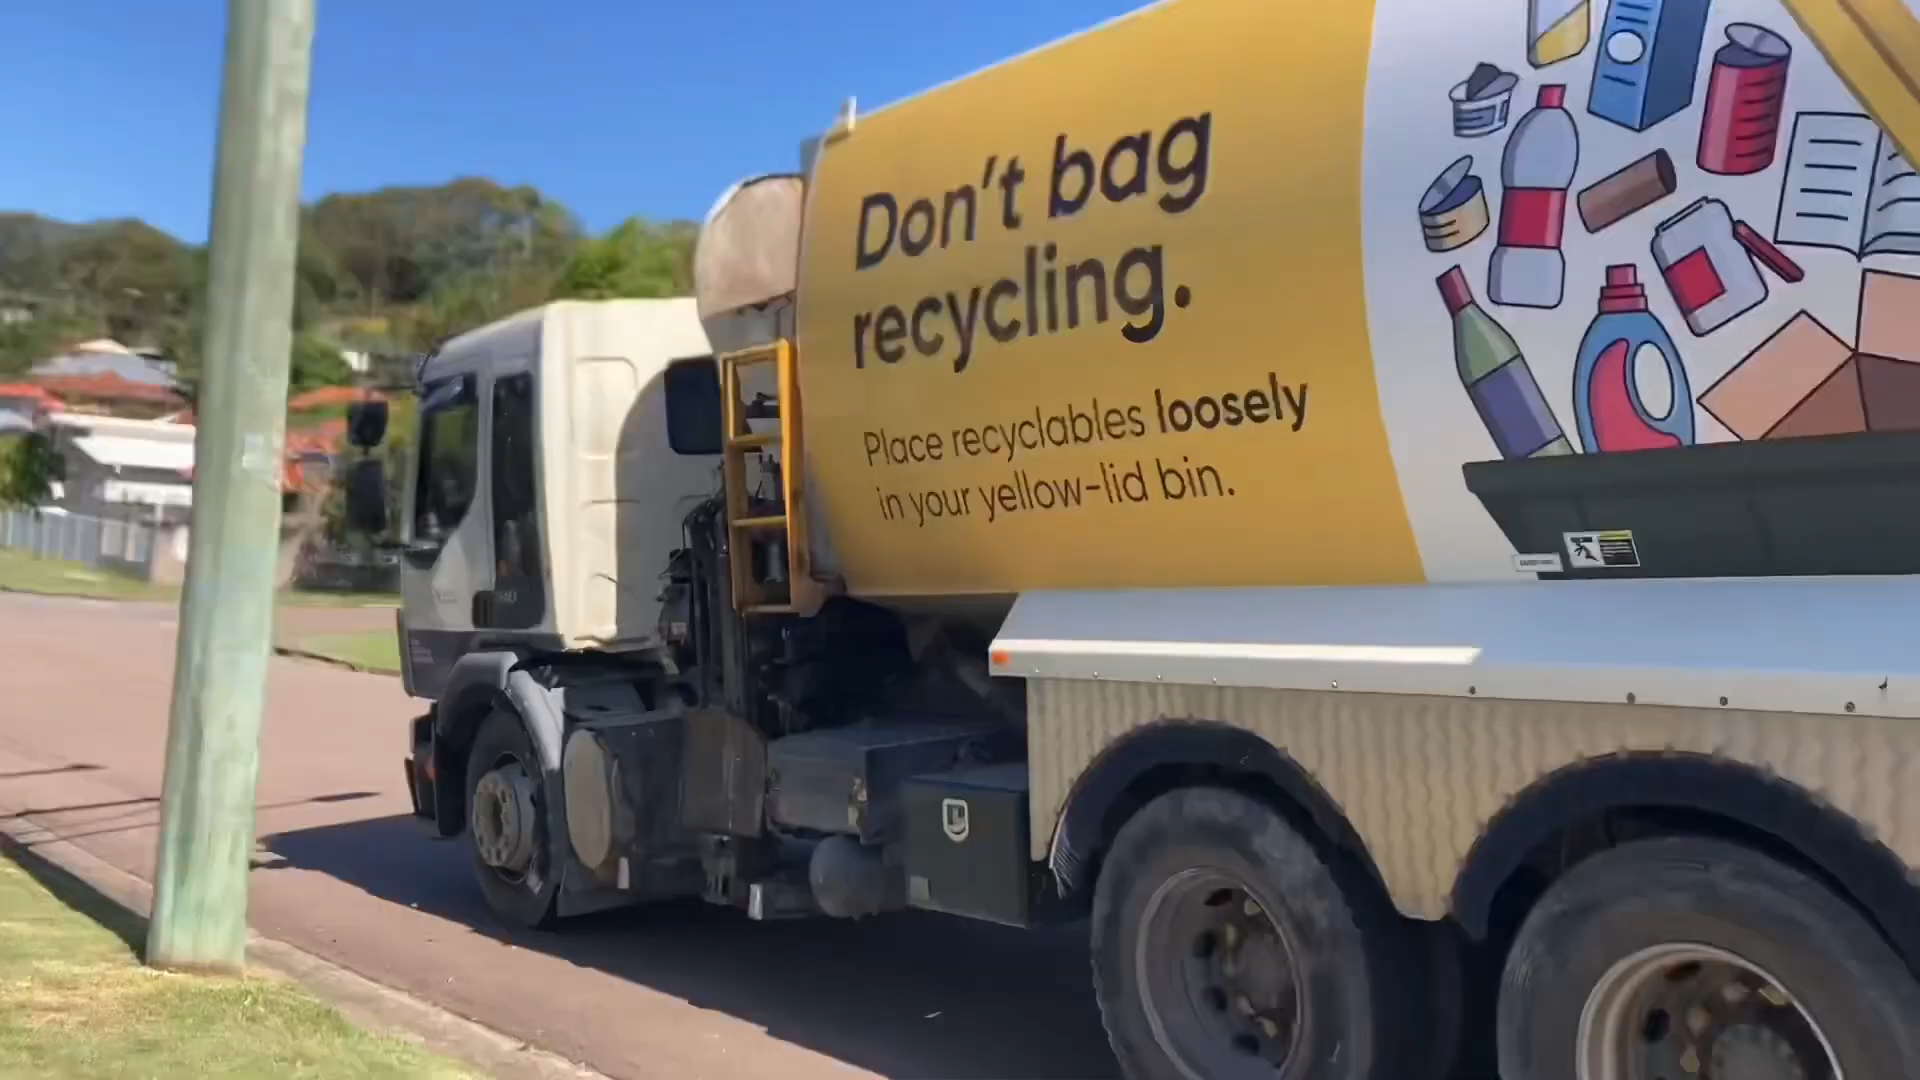 Don't bag
recycling.
Place recyclables loosely
in your yellow-lid bin.